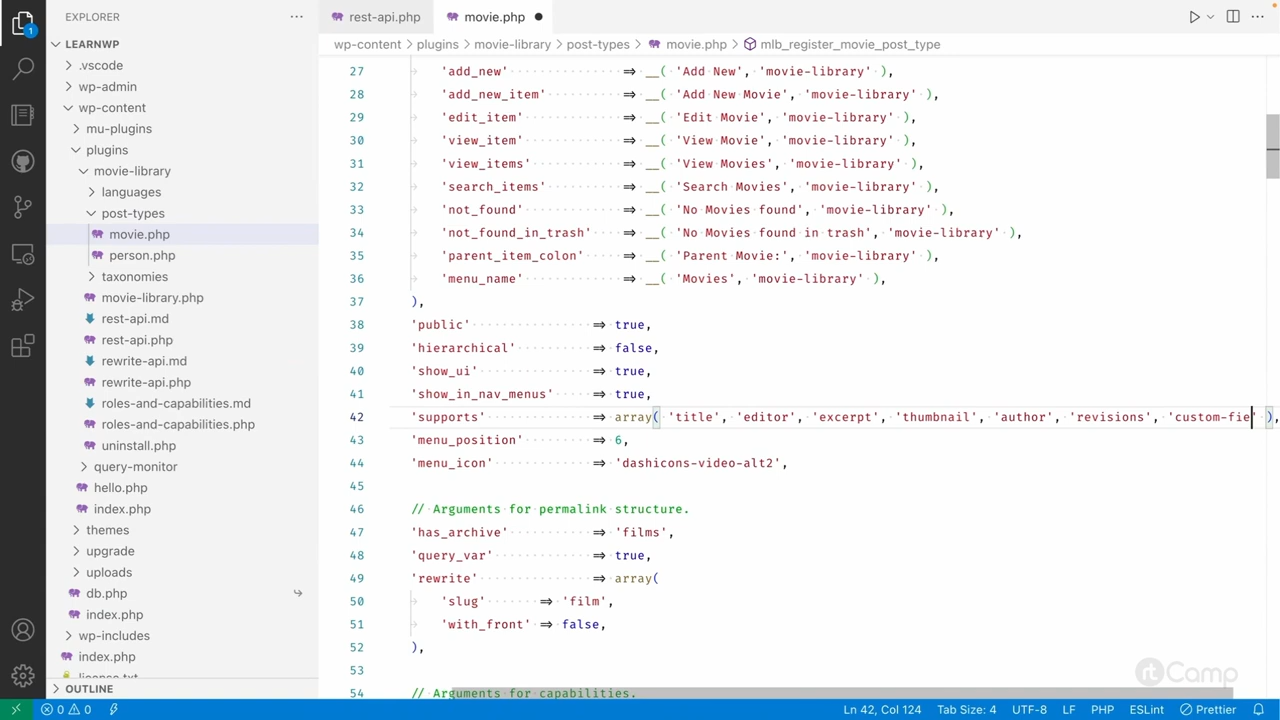 EXPLORER
LEARNWP
.vscode
wp-admin
wp-content
mu-plugins
plugins
movie-library
languages
post-types
movie.php
person.php
taxonomies
movie-library.php
rest-api.md
rest-api.php
rewrite-api.md
rewrite-api.php
roles-and-capabilities.md
roles-and-capabilities.php
uninstall.php
query-monitor
hello.php
index.php
themes
upgrade
uploads
db.php
index.php
wp-includes
index.php
license.txt
OUTLINE
rest-api.php movie.php
wp-content > plugins > movie-library > post-types > movie.php > mlb_register_movie_post_type
27 'add_new' => __( 'Add New', 'movie-library' ),
28 'add_new_item' => __( 'Add New Movie', 'movie-library' ),
29 'edit_item' => __( 'Edit Movie', 'movie-library' ),
30 'view_item' => __( 'View Movie', 'movie-library' ),
31 'view_items' => __( 'View Movies', 'movie-library' ),
32 'search_items' => __( 'Search Movies', 'movie-library' ),
33 'not_found' => __( 'No Movies found', 'movie-library' ),
34 'not_found_in_trash' => __( 'No Movies found in trash', 'movie-library' ),
35 'parent_item_colon' => __( 'Parent Movie:', 'movie-library' ),
36 'menu_name' => __( 'Movies', 'movie-library' ),
37 ),
38 'public' => true,
39 'hierarchical' => false,
40 'show_ui' => true,
41 'show_in_nav_menus' => true,
42 'supports' => array( 'title', 'editor', 'excerpt', 'thumbnail', 'author', 'revisions', 'custom-fie' ),
43 'menu_position' => 6,
44 'menu_icon' => 'dashicons-video-alt2',
45
46 // Arguments for permalink structure.
47 'has_archive' => 'films',
48 'query_var' => true,
49 'rewrite' => array(
50 'slug' => 'film',
51 'with_front' => false,
52 ),
53
54 // Arguments for capabilities.
rtCamp
1
0 0 Ln 42, Col 124 Tab Size: 4 UTF-8 LF PHP ESLint Prettier